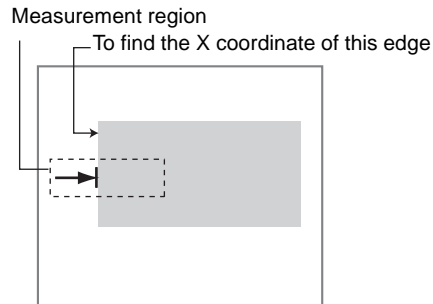 Measurement region
To find the X coordinate of this edge